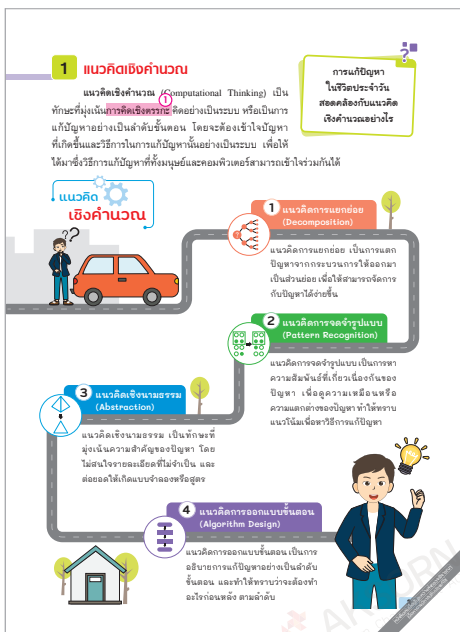 1 แนวคิดเชิงคำนวณ
แนวคิดเชิงคำนวณ (Computational Thinking) เป็น
1
ทักษะที่มุ่งเน้นการคิดเชิงตรรกะ คิดอย่างเป็นระบบ หรือเป็นการ
แก้ปัญหาอย่างเป็นลำดับขั้นตอน โดยจะต้องเข้าใจปัญหา
ที่เกิดขึ้นและวิธีการในการแก้ปัญหานั้นอย่างเป็นระบบ เพื่อให้
ได้มาซึ่งวิธีการแก้ปัญหาที่ทั้งมนุษย์และคอมพิวเตอร์สามารถเข้าใจร่วมกันได้
?
การแก้ปัญหา
ในชีวิตประจำวัน
สอดคล้องกับแนวคิด
เชิงคำนวณอย่างไร
แนวคิด
เชิงคำนวณ
??
1 แนวคิดการแยกย่อย
(Decomposition)
แนวคิดการแยกย่อย เป็นการแตก
ปัญหาจากกระบวนการให้ออกมา
เป็นส่วนย่อย เพื่อให้สามารถจัดการ
กับปัญหาได้ง่ายขึ้น
2 แนวคิดการจดจำรูปแบบ
(Pattern Recognition)
แนวคิดการจดจำรูปแบบ เป็นการหา
ความสัมพันธ์ที่เกี่ยวเนื่องกันของ
ปัญหา เพื่อดูความเหมือนหรือ
ความแตกต่างของปัญหา ทำให้ทราบ
แนวโน้มเพื่อหาวิธีการแก้ปัญหา
3 แนวคิดเชิงนามธรรม
(Abstraction)
แนวคิดเชิงนามธรรม เป็นทักษะที่
มุ่งเน้นความสำคัญของปัญหา โดย
ไม่สนใจรายละเอียดที่ไม่จำเป็น และ
ต่อยอดให้เกิดแบบจำลองหรือสูตร
4 แนวคิดการออกแบบขั้นตอน
(Algorithm Design)
แนวคิดการออกแบบขั้นตอน เป็นการ
อธิบายการแก้ปัญหาอย่างเป็นลำดับ
ขั้นตอน และทำให้ทราบว่าจะต้องทำ
อะไรก่อนหลัง ตามลำดับ